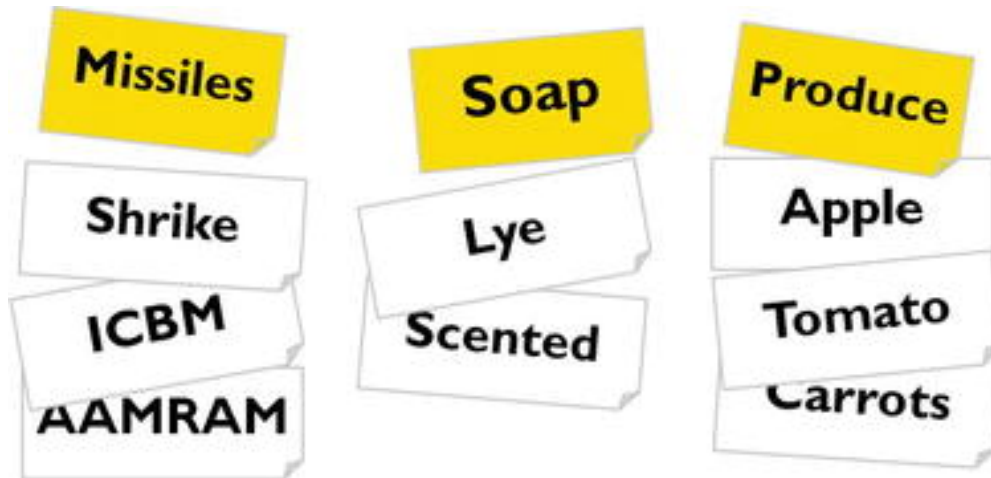 Missiles
Shrike
ICBM
AAMRAM
Soap
Lye
Scented
Produce
Apple
Tomato
Carrots